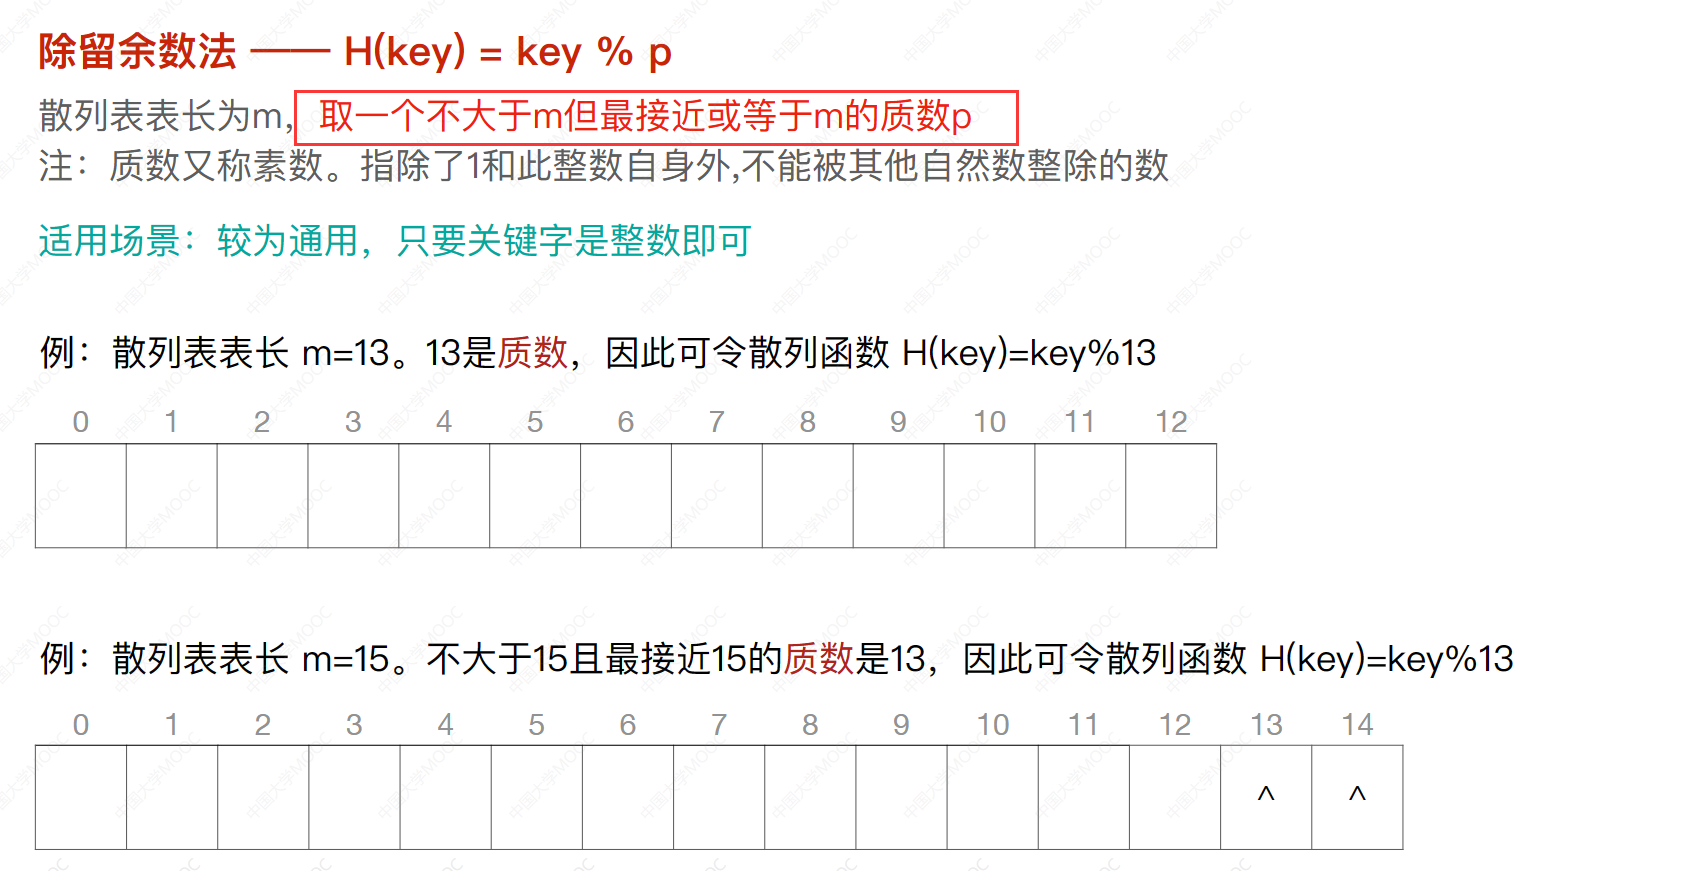 除留余数法 —— H(key) = key % p
散列表表长为m, 取一个不大于m但最接近或等于m的质数p
注：质数又称素数。指除了1和此整数自身外,不能被其他自然数整除的数
适用场景：较为通用，只要关键字是整数即可
例：散列表表长 m=13。13是质数，因此可令散列函数 H(key)=key%13
0 1 2 3 4 5 6 7 8 9 10 11 12
例：散列表表长 m=15。不大于15且最接近15的质数是13，因此可令散列函数 H(key)=key%13
0 1 2 3 4 5 6 7 8 9 10 11 12 13 14
^ ^
中国大学MOOC